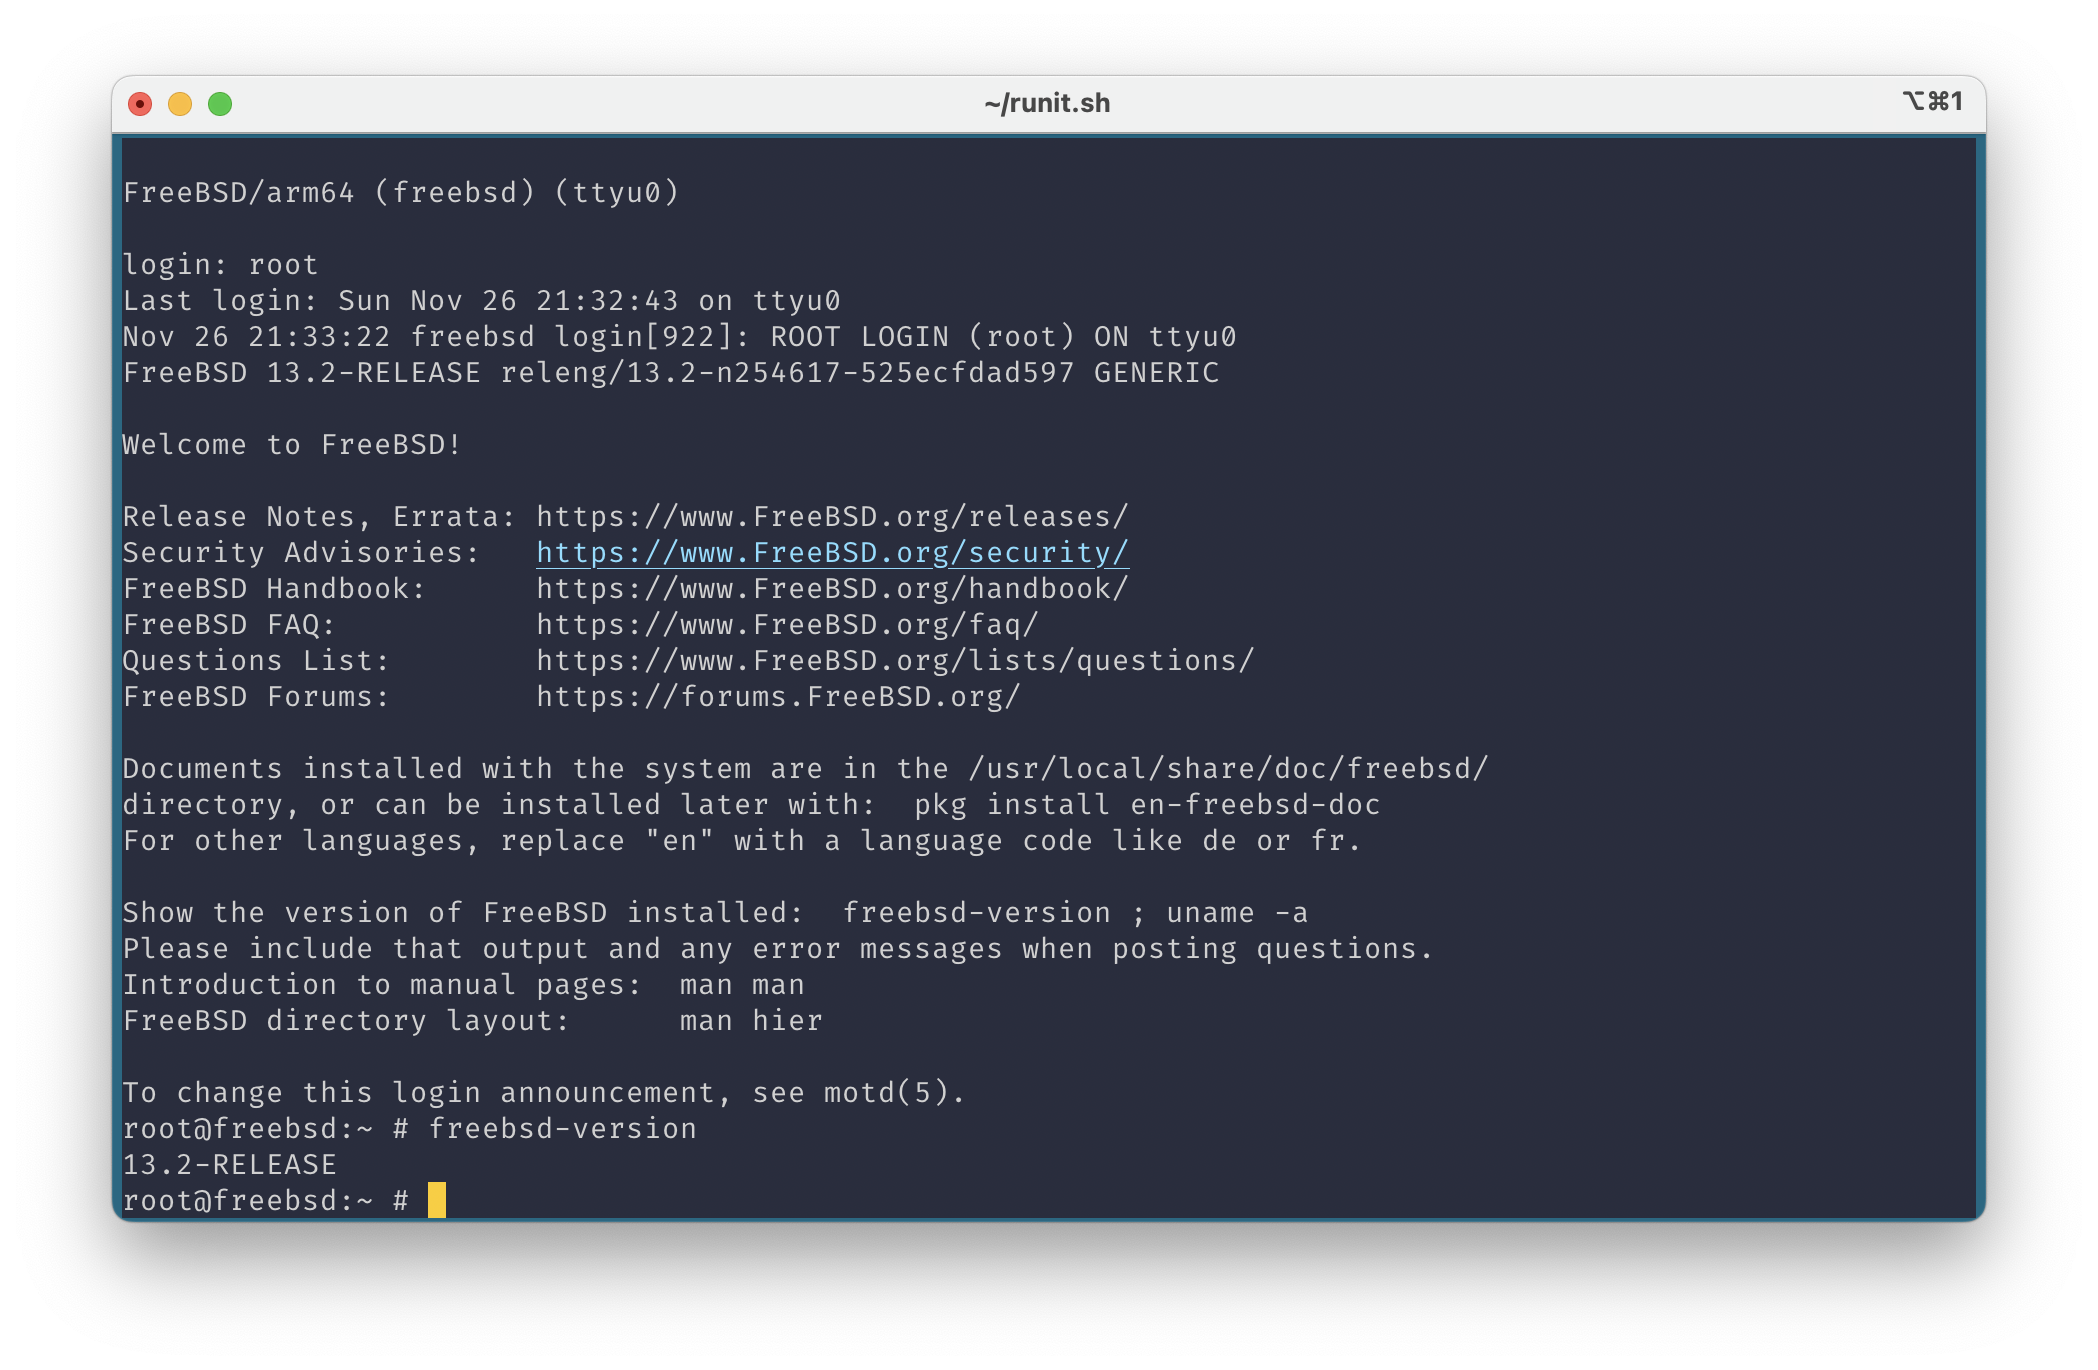 ~/runit.sh
⌥⌘1
FreeBSD/arm64 (freebsd) (ttyu0)
login: root
Last login: Sun Nov 26 21:32:43 on ttyu0
Nov 26 21:33:22 freebsd login[922]: ROOT LOGIN (root) ON ttyu0
FreeBSD 13.2-RELEASE releng/13.2-n254617-525ecfdad597 GENERIC
Welcome to FreeBSD!
Release Notes, Errata: https://www.FreeBSD.org/releases/
Security Advisories:   https://www.FreeBSD.org/security/
FreeBSD Handbook:      https://www.FreeBSD.org/handbook/
FreeBSD FAQ:           https://www.FreeBSD.org/faq/
Questions List:        https://www.FreeBSD.org/lists/questions/
FreeBSD Forums:        https://forums.FreeBSD.org/
Documents installed with the system are in the /usr/local/share/doc/freebsd/
directory, or can be installed later with:  pkg install en-freebsd-doc
For other languages, replace "en" with a language code like de or fr.
Show the version of FreeBSD installed:  freebsd-version ; uname -a
Please include that output and any error messages when posting questions.
Introduction to manual pages:  man man
FreeBSD directory layout:      man hier
To change this login announcement, see motd(5).
root@freebsd:~ # freebsd-version
13.2-RELEASE
root@freebsd:~ #